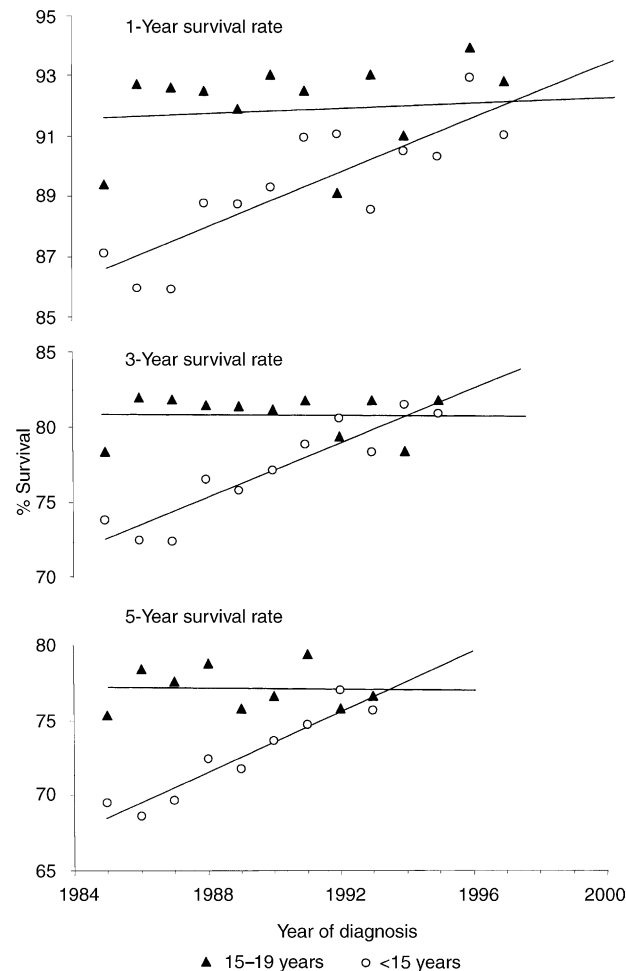 1-Year survival rate
95
93
91
89
87
85
3-Year survival rate
85
80
75
70
% Survival
5-Year survival rate
80
75
70
65
1984 1988 1992 1996 2000
Year of diagnosis
▲ 15–19 years ○ <15 years